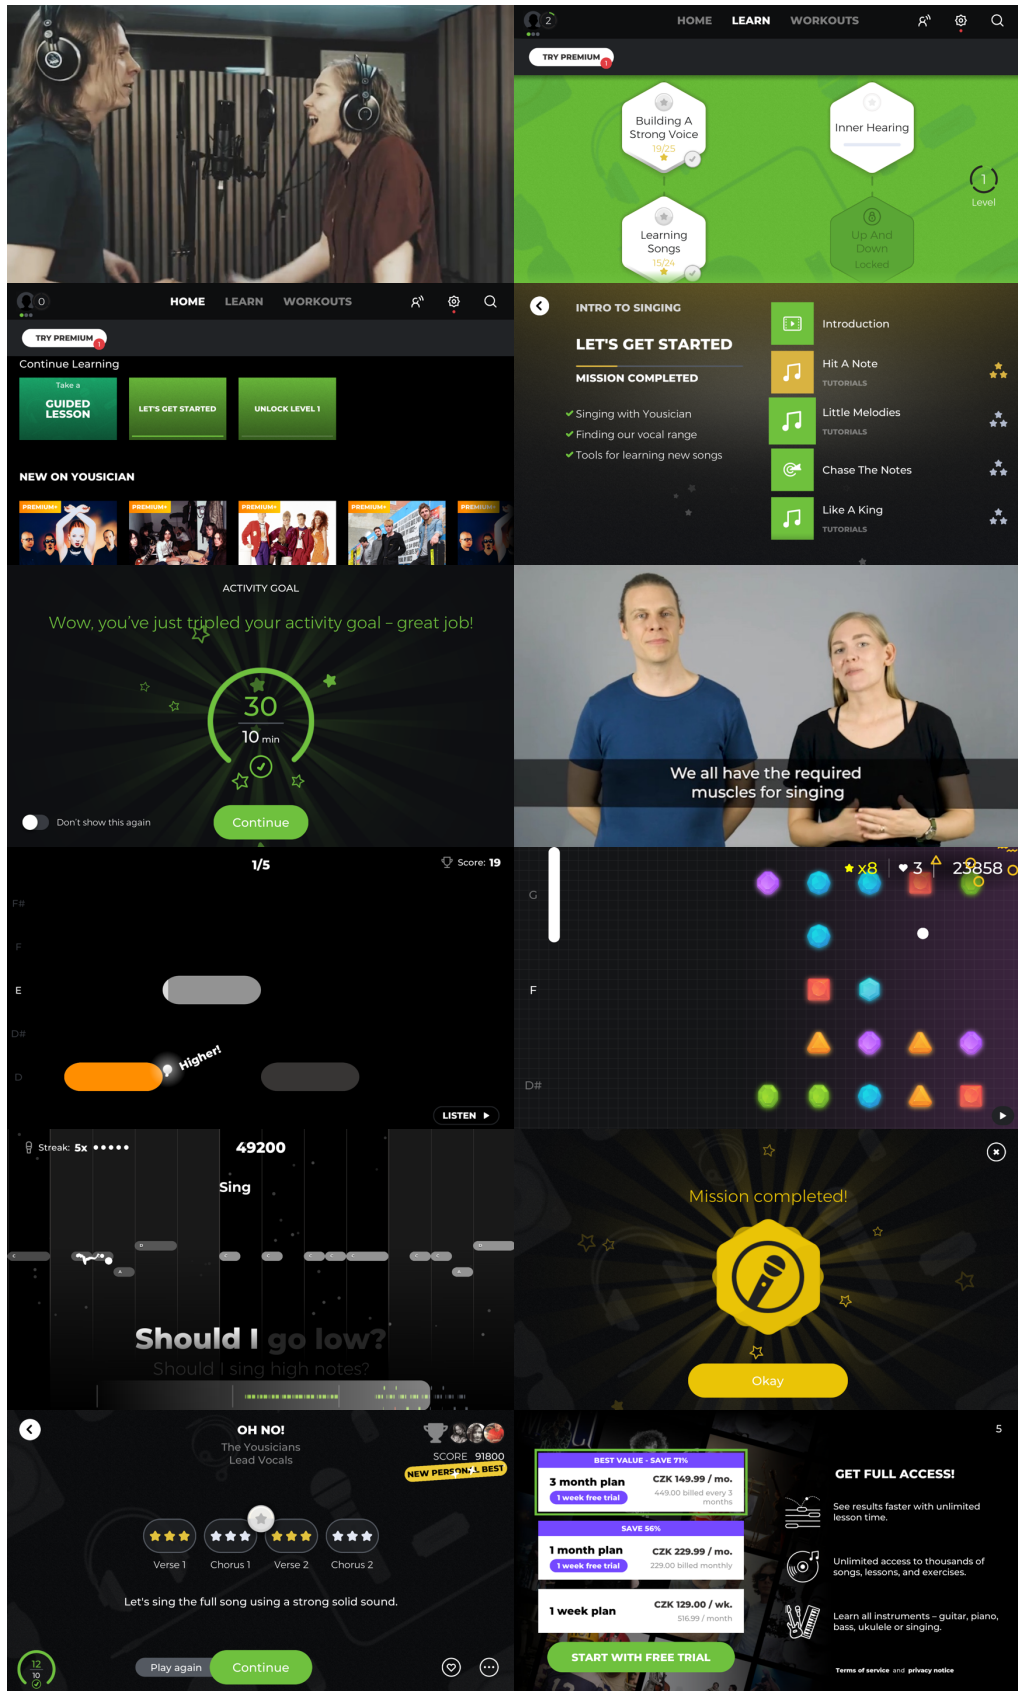 2
HOME LEARN WORKOUTS
TRY PREMIUM
1
Building A
Strong Voice
19/25
Inner Hearing
1
Level
Learning
Songs
15/24
Up And
Down
Locked
0
HOME LEARN WORKOUTS
TRY PREMIUM
1
Continue Learning
Take a
GUIDED
LESSON
LET'S GET STARTED
UNLOCK LEVEL 1
NEW ON YOUSICIAN
PREMIUM+
PREMIUM+
PREMIUM+
PREMIUM+
INTRO TO SINGING
LET'S GET STARTED
MISSION COMPLETED
Singing with Yousician
Finding our vocal range
Tools for learning new songs
Introduction
Hit A Note
TUTORIALS
Little Melodies
TUTORIALS
Chase The Notes
Like A King
TUTORIALS
ACTIVITY GOAL
Wow, you've just tripled your activity goal – great job!
30
10 min
Don't show this again
Continue
We all have the required
muscles for singing
1/5
Score: 19
F#
F
E
D#
D
Higher!
LISTEN
x8
3
23858
G
F
D#
Streak: 5x
49200
Sing
C
D
A
C
C
C
C
C
C
C
A
D
Should I go low?
Should I sing high notes?
Mission completed!
Okay
OH NO!
The Yousicians
Lead Vocals
SCORE 91800
NEW PERSONAL BEST
Verse 1
Chorus 1
Verse 2
Chorus 2
Let's sing the full song using a strong solid sound.
12
10
Play again
Continue
5
BEST VALUE - SAVE 71%
3 month plan
CZK 149.99 / mo.
1 week free trial
449.00 billed every 3
months
SAVE 56%
1 month plan
CZK 229.99 / mo.
1 week free trial
229.00 billed monthly
1 week plan
CZK 129.00 / wk.
516.99 / month
START WITH FREE TRIAL
GET FULL ACCESS!
See results faster with unlimited
lesson time.
Unlimited access to thousands of
songs, lessons, and exercises.
Learn all instruments – guitar, piano,
bass, ukulele or singing.
Terms of service and privacy notice